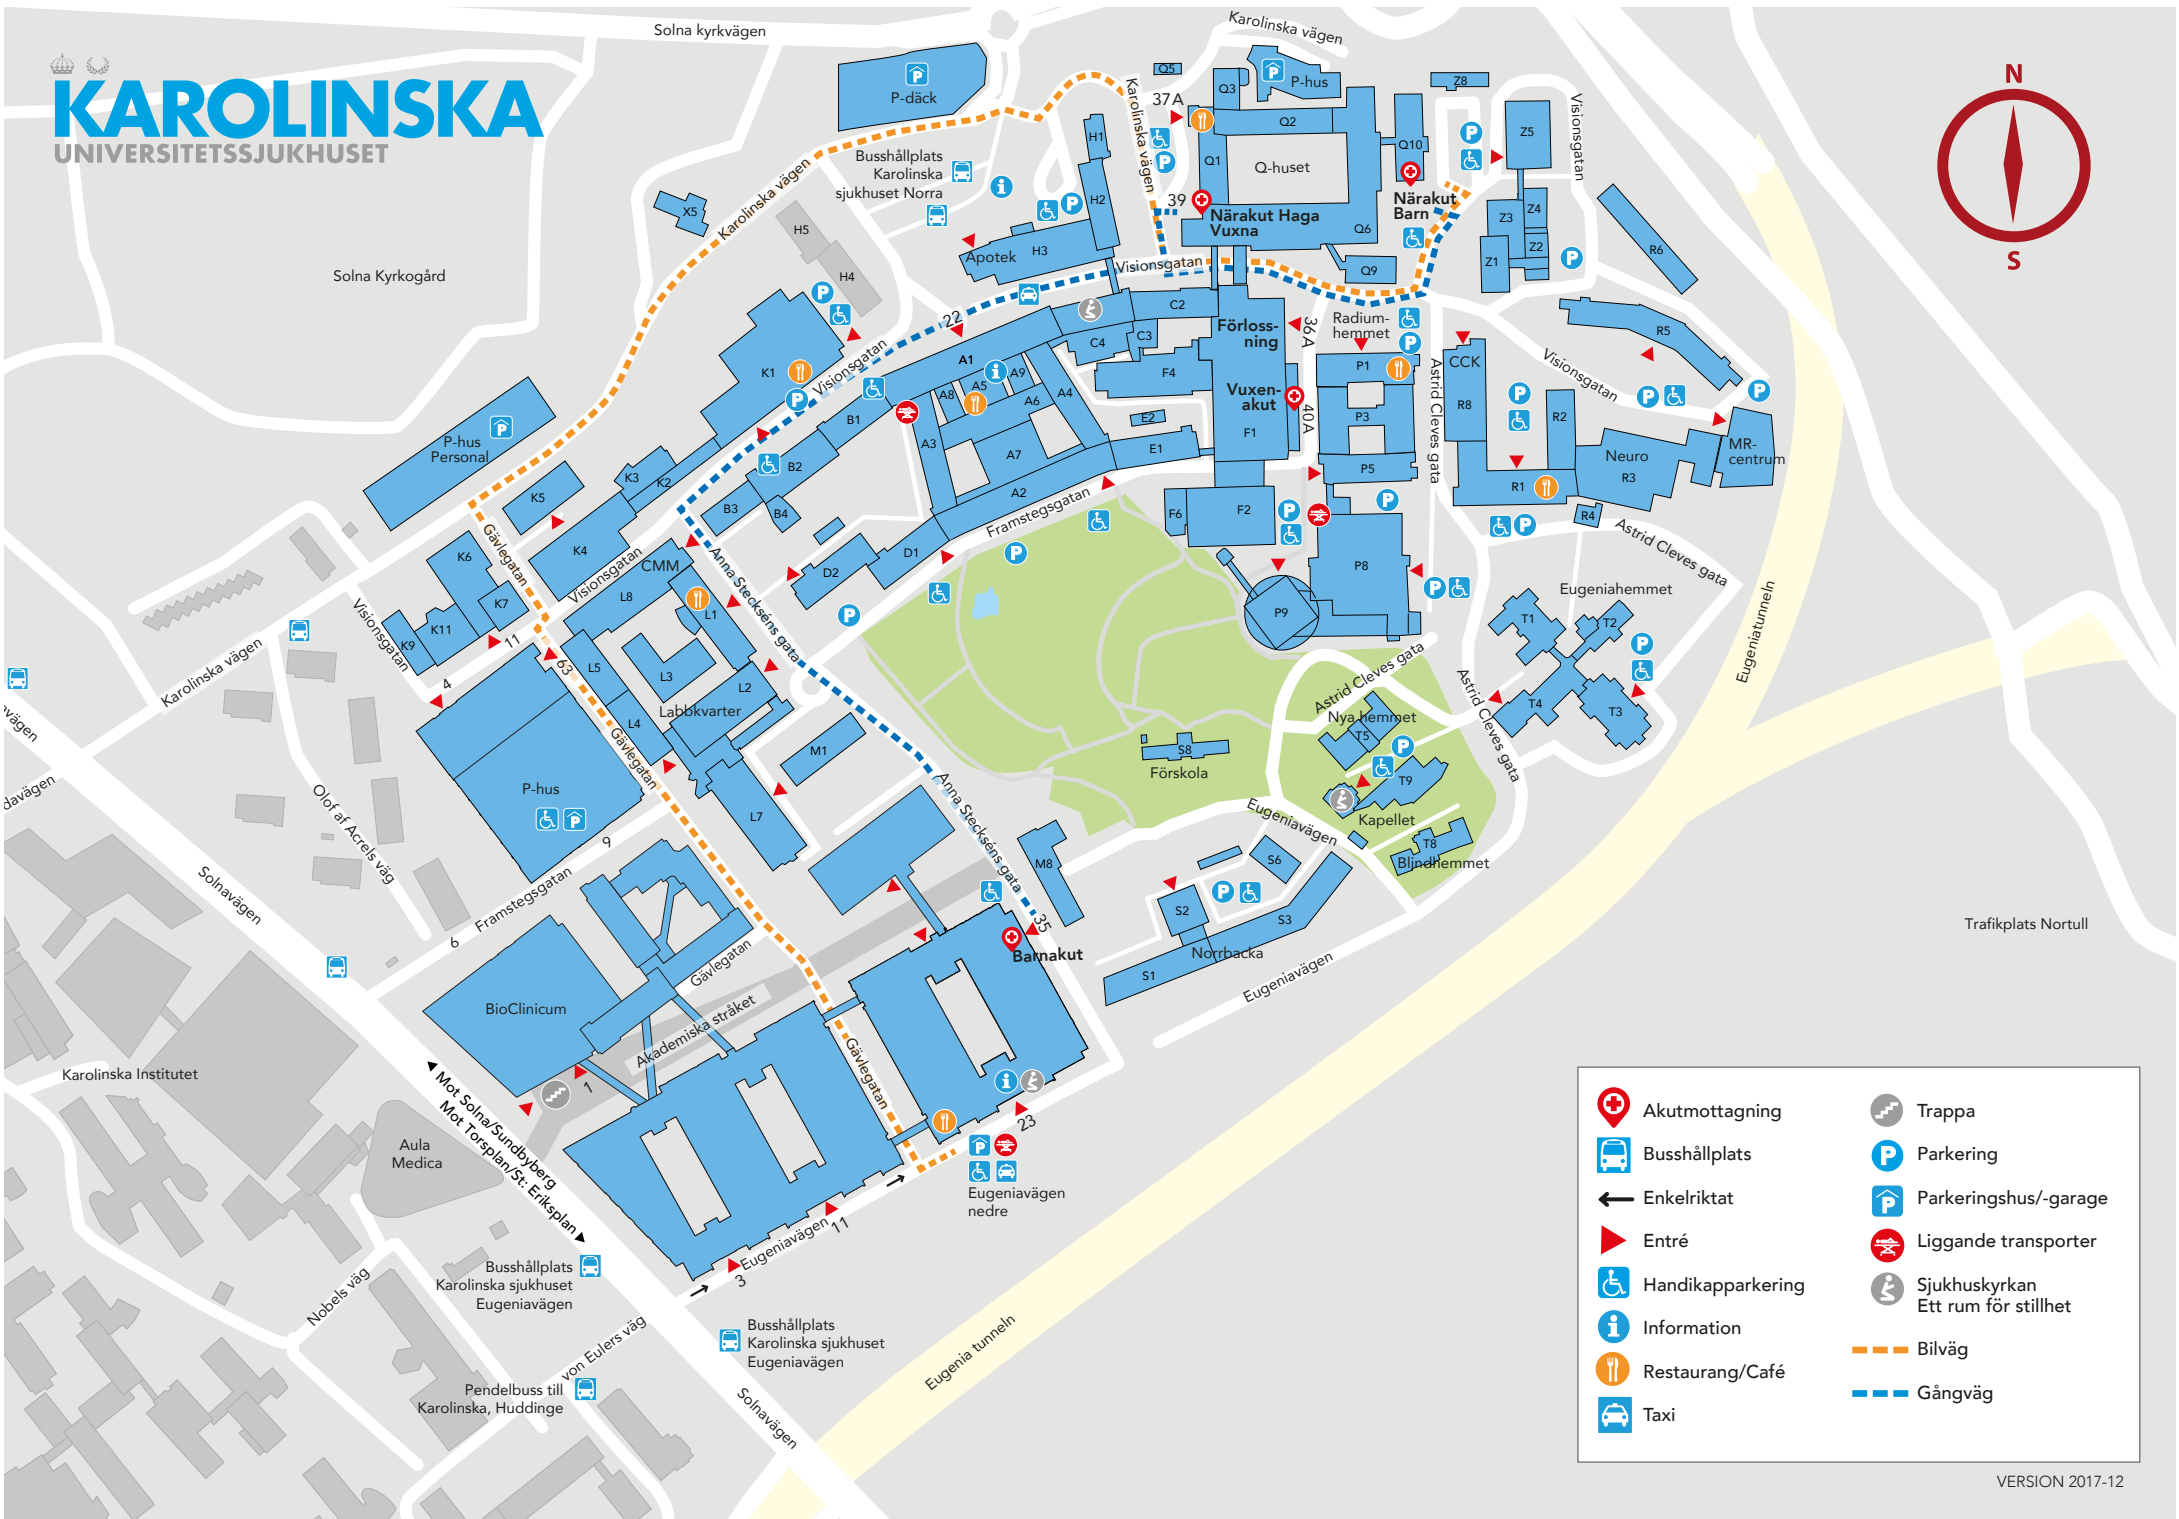 KAROLINSKA
UNIVERSITETSSJUKHUSET
Solna kyrkvägen
Karolinska vägen
P-däck
Q5
37A
Karolinska vägen
Q3
P-hus
Q2
Q1
Q-huset
Q10
Z8
Z5
Visionsgatan
N
S
H1
H2
Busshållplats
Karolinska
sjukhuset Norra
39
Närakut Haga
Vuxna
Närakut
Barn
Q6
Q9
Z4
Z3
Z2
Z1
R6
X5
Karolinska vägen
H5
H4
Apotek
H3
Visionsgatan
Solna Kyrkogård
22
Visionsgatan
C2
C3
C4
Förloss-
ning
36A
Radium-
hemmet
R5
Visionsgatan
K1
A1
A5
A8
A9
A6
A4
F4
P1
CCK
Astrid Cleves gata
Vuxen-
akut
40A
P3
R8
R2
B1
A3
A7
A2
E2
E1
F1
P5
R1
Neuro
R3
MR-
centrum
R4
P-hus
Personal
K5
K3
K2
B2
B3
B4
Framstegsgatan
F6
F2
P8
P9
Astrid Cleves gata
K6
Gävlegatan
K4
Visionsgatan
CMM
D1
D2
K7
K11
K9
11
4
L8
L1
Anna Steckséns gata
Visionsgatan
Karolinska vägen
63
L5
L3
L2
L4
Labbkvarter
Gävlegatan
M1
Eugeniahemmet
T1
T2
T3
T4
Eugeniatunneln
Astrid Cleves gata
Astrid Cleves gata
Nya hemmet
T5
S8
Förskola
T9
Kapellet
T8
Blindhemmet
Eugeniavägen
P-hus
L7
Anna Steckséns gata
M8
Olof af Acrels väg
9
Framstegsgatan
6
Solnavägen
S6
S2
S3
Norrbacka
S1
Eugeniavägen
Trafikplats Nortull
35
Barnakut
BioClinicum
Gävlegatan
Akademiska stråket
1
Gävlegatan
Karolinska Institutet
Aula
Medica
Mot Solna/Sundbyberg
Mot Torsplan/St: Eriksplan
23
Eugeniavägen
nedre
11
Eugeniavägen
3
Busshållplats
Karolinska sjukhuset
Eugeniavägen
Nobels väg
von Eulers väg
Busshållplats
Karolinska sjukhuset
Eugeniavägen
Pendelbuss till
Karolinska, Huddinge
Solnavägen
Eugenia tunneln
Akutmottagning
Busshållplats
Enkelriktat
Entré
Handikapparkering
Information
Restaurang/Café
Taxi
Trappa
Parkering
Parkeringshus/-garage
Liggande transporter
Sjukhuskyrkan
Ett rum för stillhet
Bilväg
Gångväg
VERSION 2017-12